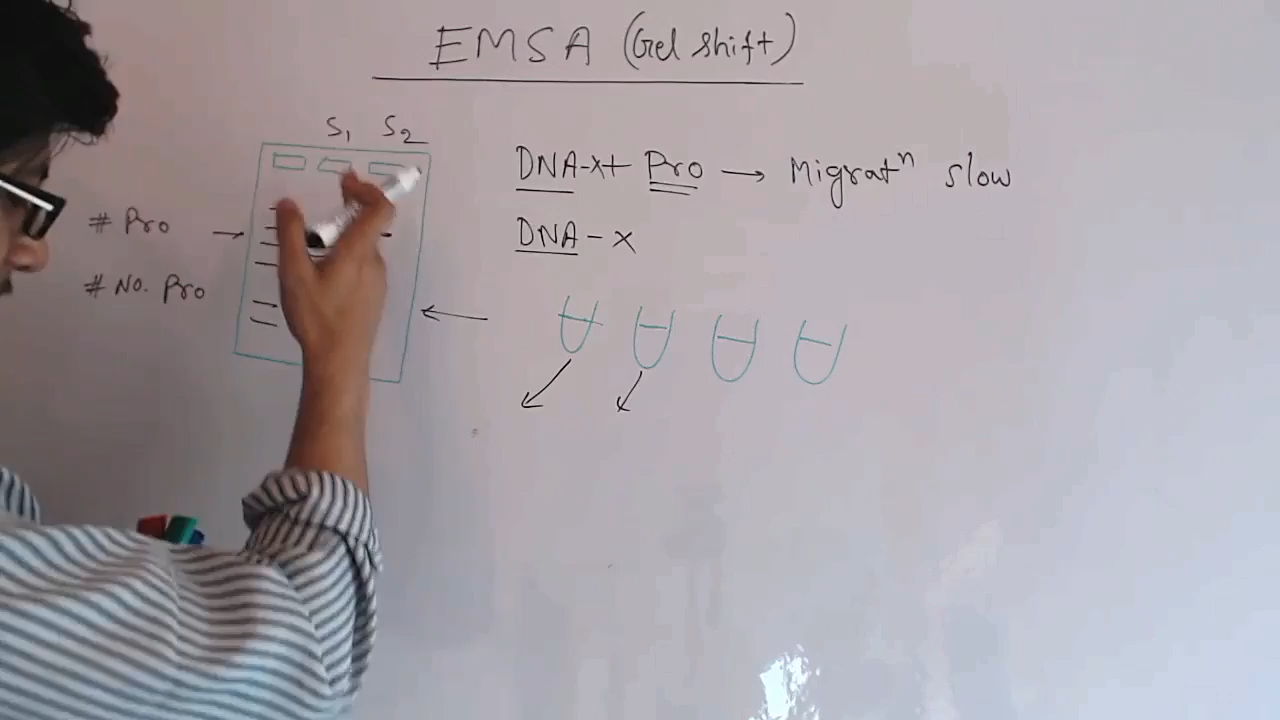 EMSA (Gel shift)
S1 S2
DNA-x+ Pro → Migratⁿ slow
# Pro
DNA - x
# No. Pro